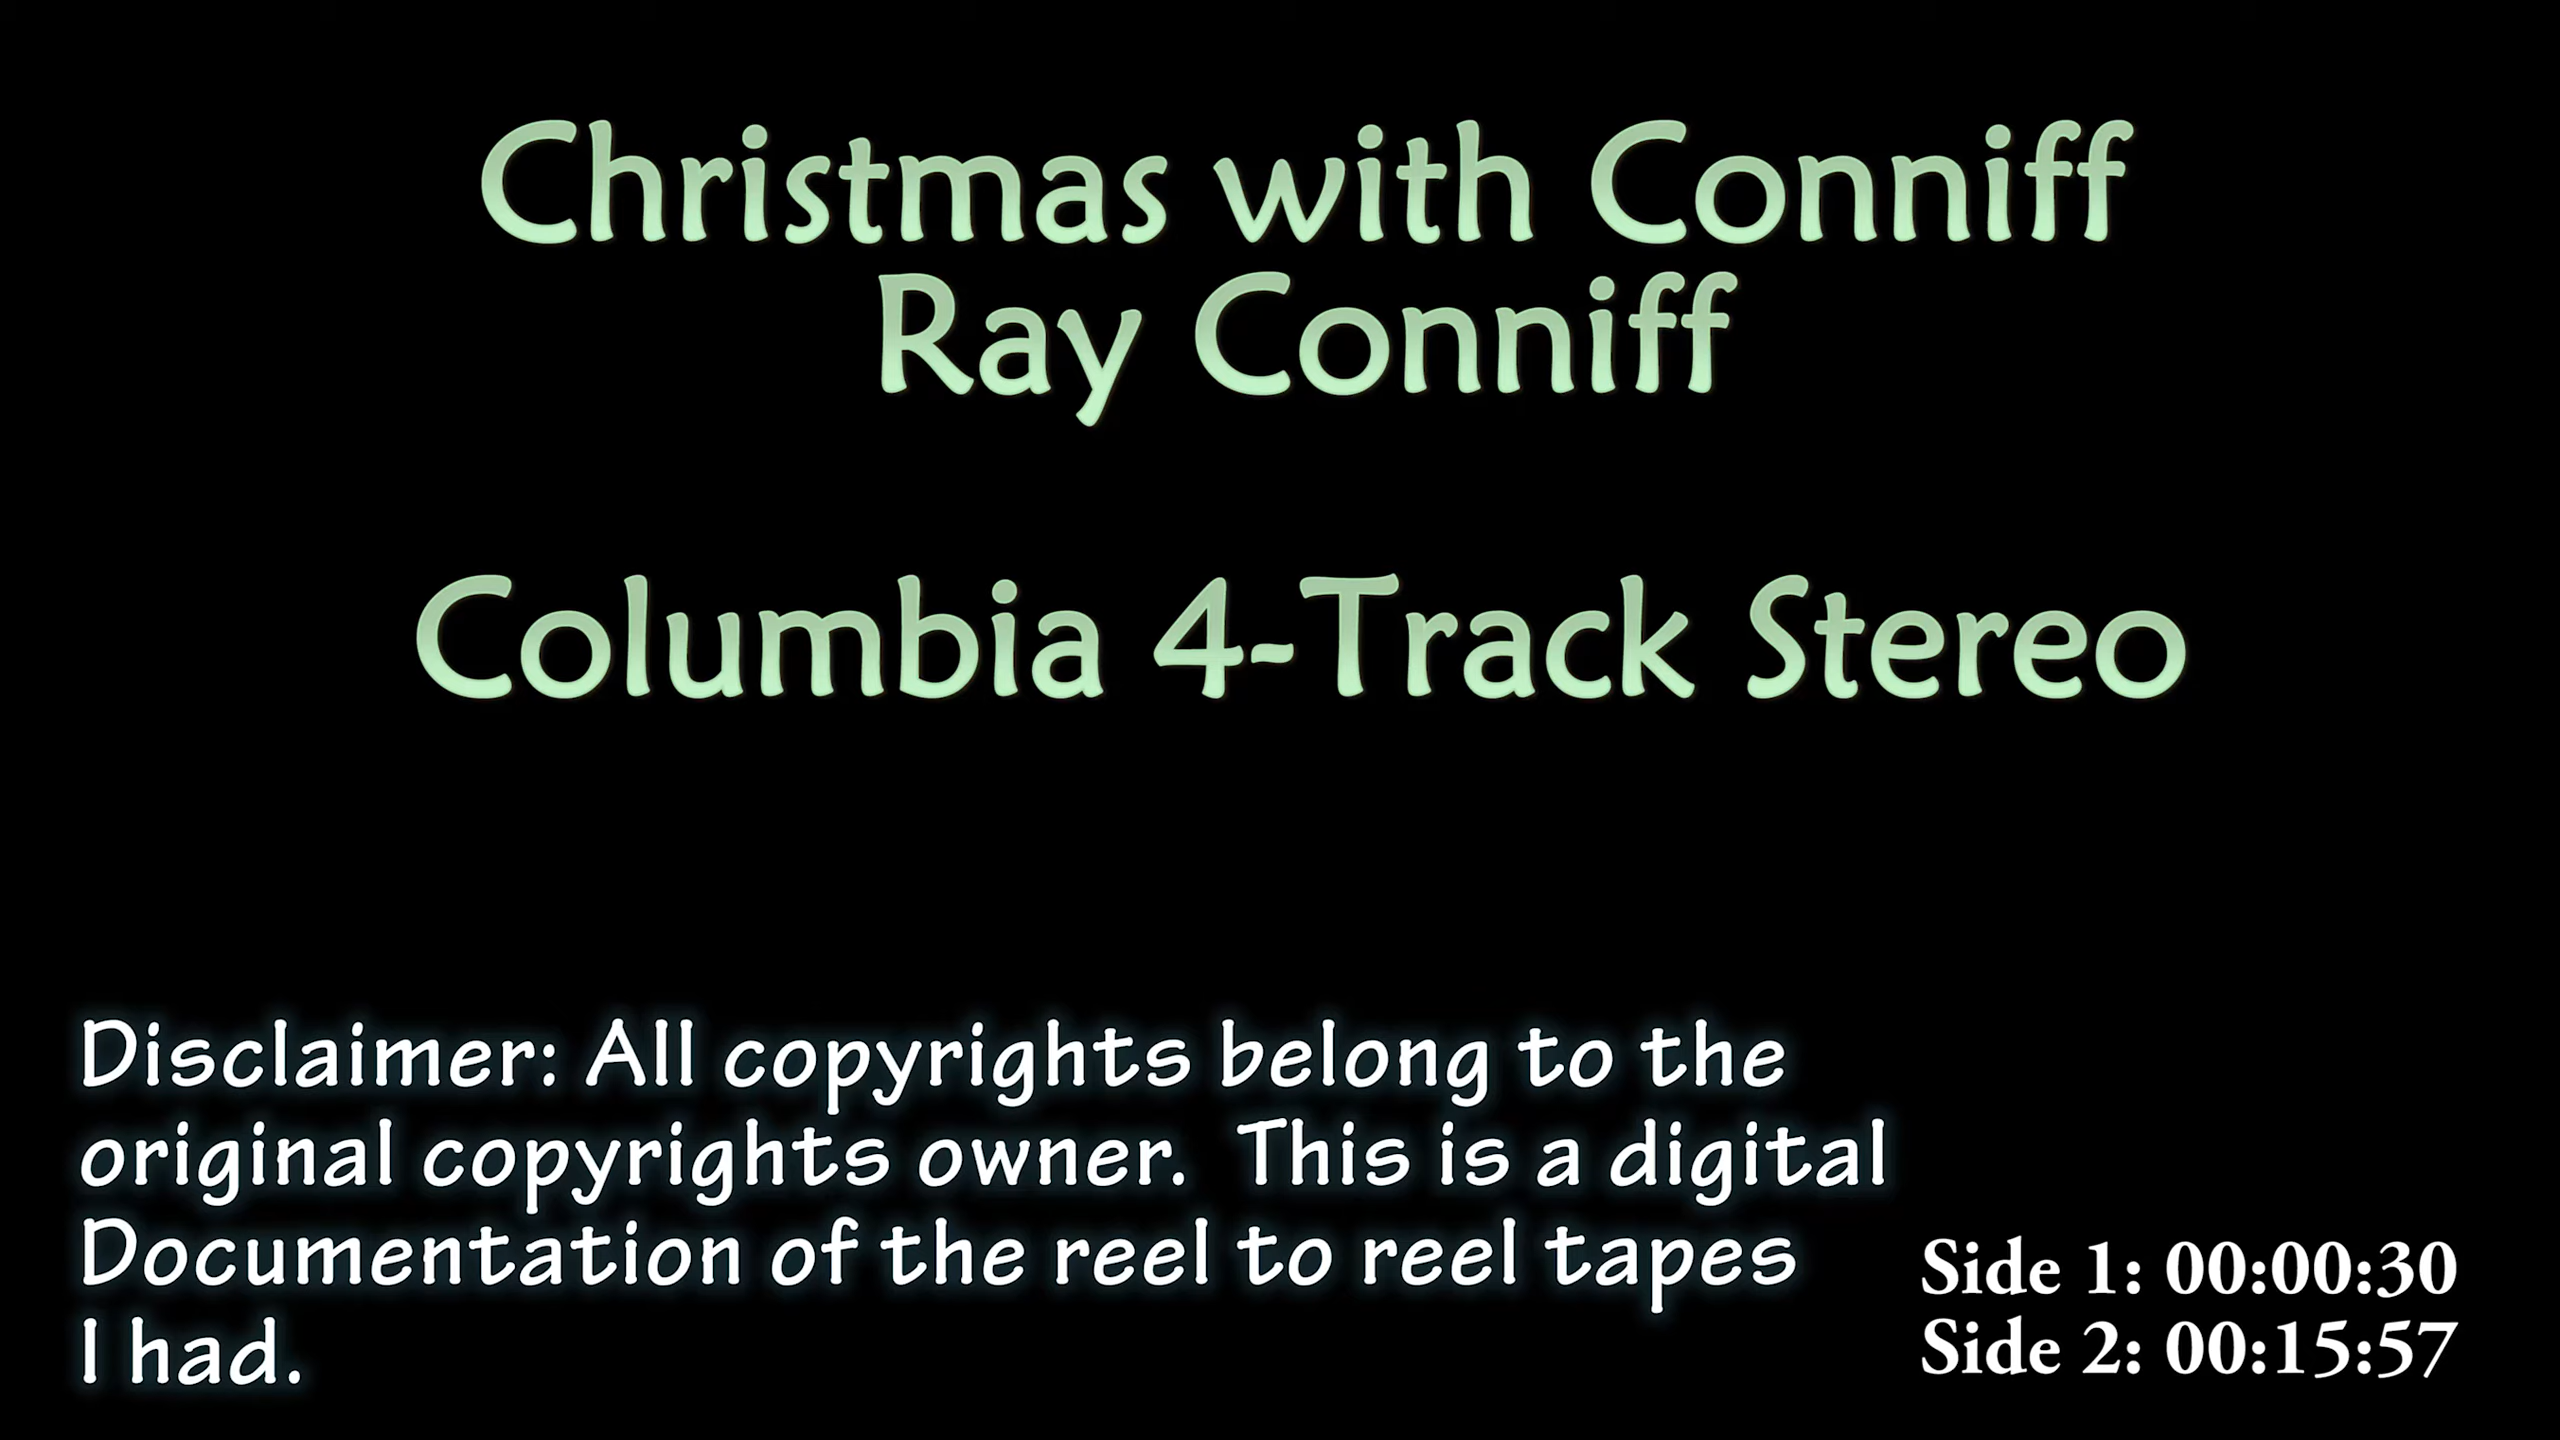 Christmas with Conniff
Ray Conniff
Columbia 4-Track Stereo
Disclaimer: All copyrights belong to the
original copyrights owner.  This is a digital
Documentation of the reel to reel tapes
I had.
Side 1: 00:00:30
Side 2: 00:15:57